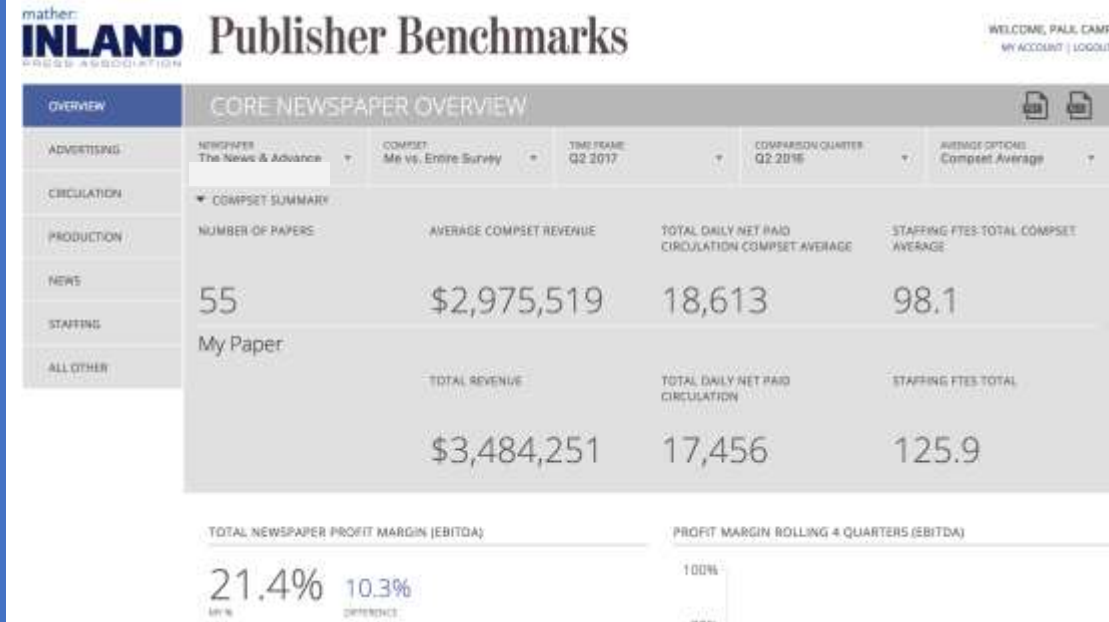 mather:
INLAND
PRESS ASSOCIATION
Publisher Benchmarks
WELCOME, PAUL CAMP
MY ACCOUNT | LOGOUT
OVERVIEW
ADVERTISING
CIRCULATION
PRODUCTION
NEWS
STAFFING
ALL OTHER
CORE NEWSPAPER OVERVIEW
NEWSPAPER
The News & Advance
COMPSET
Me vs. Entire Survey
TIME FRAME
Q2 2017
COMPARISON QUARTER
Q2 2016
AVERAGE OPTIONS
Compset Average
COMPSET SUMMARY
NUMBER OF PAPERS
55
AVERAGE COMPSET REVENUE
$2,975,519
TOTAL DAILY NET PAID
CIRCULATION COMPSET AVERAGE
18,613
STAFFING FTES TOTAL COMPSET
AVERAGE
98.1
My Paper
TOTAL REVENUE
$3,484,251
TOTAL DAILY NET PAID
CIRCULATION
17,456
STAFFING FTES TOTAL
125.9
TOTAL NEWSPAPER PROFIT MARGIN (EBITDA)
21.4%
MY %
10.3%
DIFFERENCE
PROFIT MARGIN ROLLING 4 QUARTERS (EBITDA)
100%